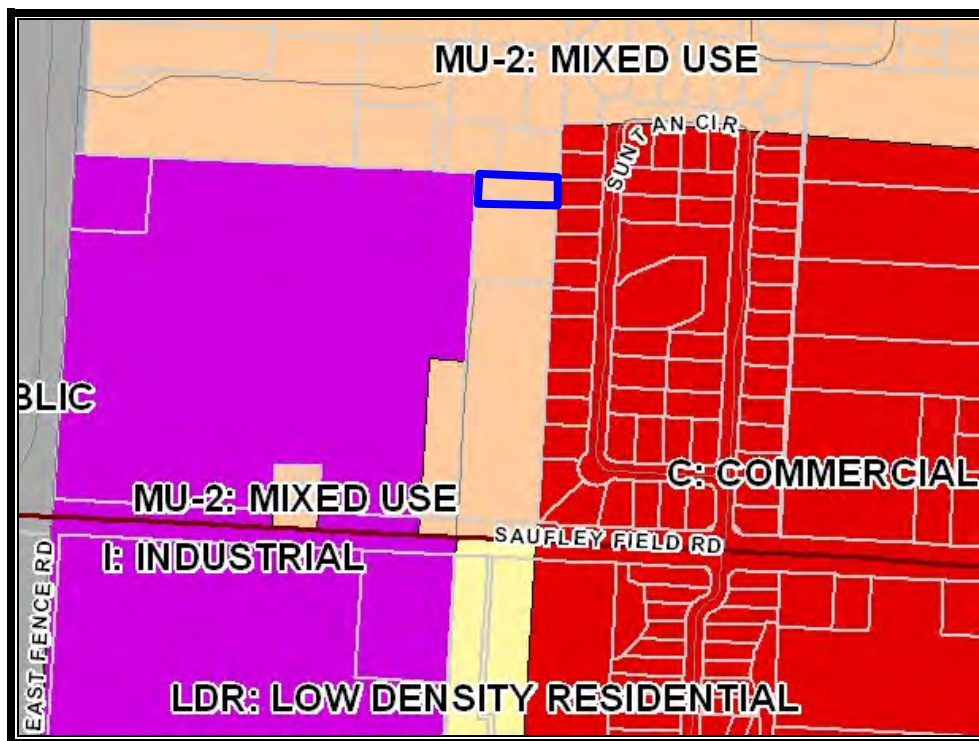 MU-2: MIXED USE
SUNTAN CIR
BLIC
C: COMMERCIAL
MU-2: MIXED USE
SAUFLEY FIELD RD
I: INDUSTRIAL
EAST FENCE RD
LDR: LOW DENSITY RESIDENTIAL